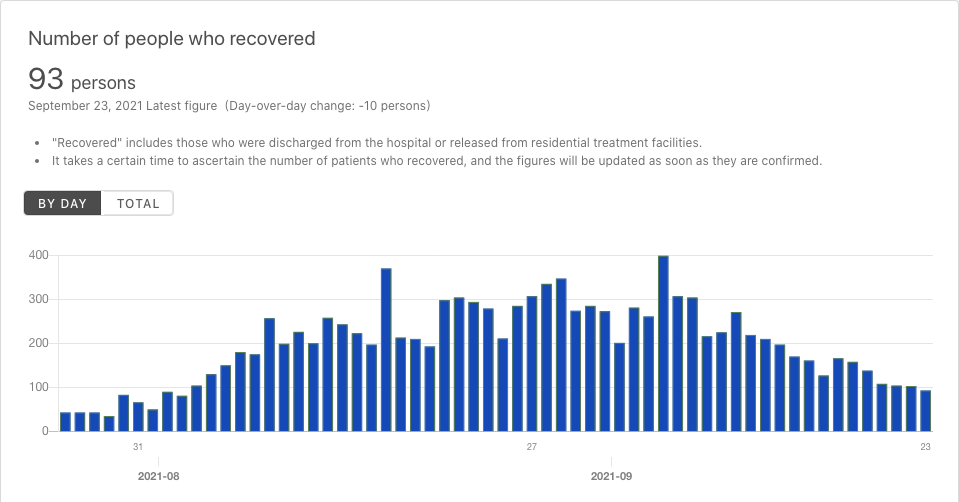 Number of people who recovered
93 persons
September 23, 2021 Latest figure (Day-over-day change: -10 persons)
• "Recovered" includes those who were discharged from the hospital or released from residential treatment facilities.
• It takes a certain time to ascertain the number of patients who recovered, and the figures will be updated as soon as they are confirmed.
BY DAY TOTAL
400
300
200
100
0
31 27 23
2021-08 2021-09